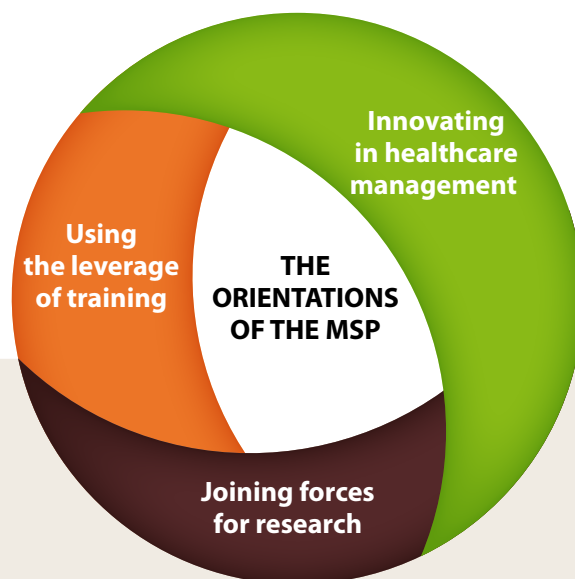 Innovating
in healthcare
management
Using
the leverage
of training
THE
ORIENTATIONS
OF THE MSP
Joining forces
for research